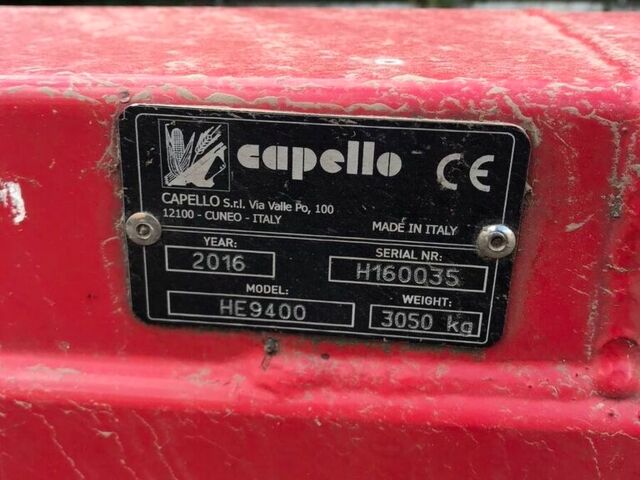 capello CE
CAPELLO S.r.l. Via Valle Po, 100
12100 - CUNEO - ITALY
MADE IN ITALY
YEAR:
2016
SERIAL NR:
H160035
MODEL:
HE9400
WEIGHT:
3050 kg